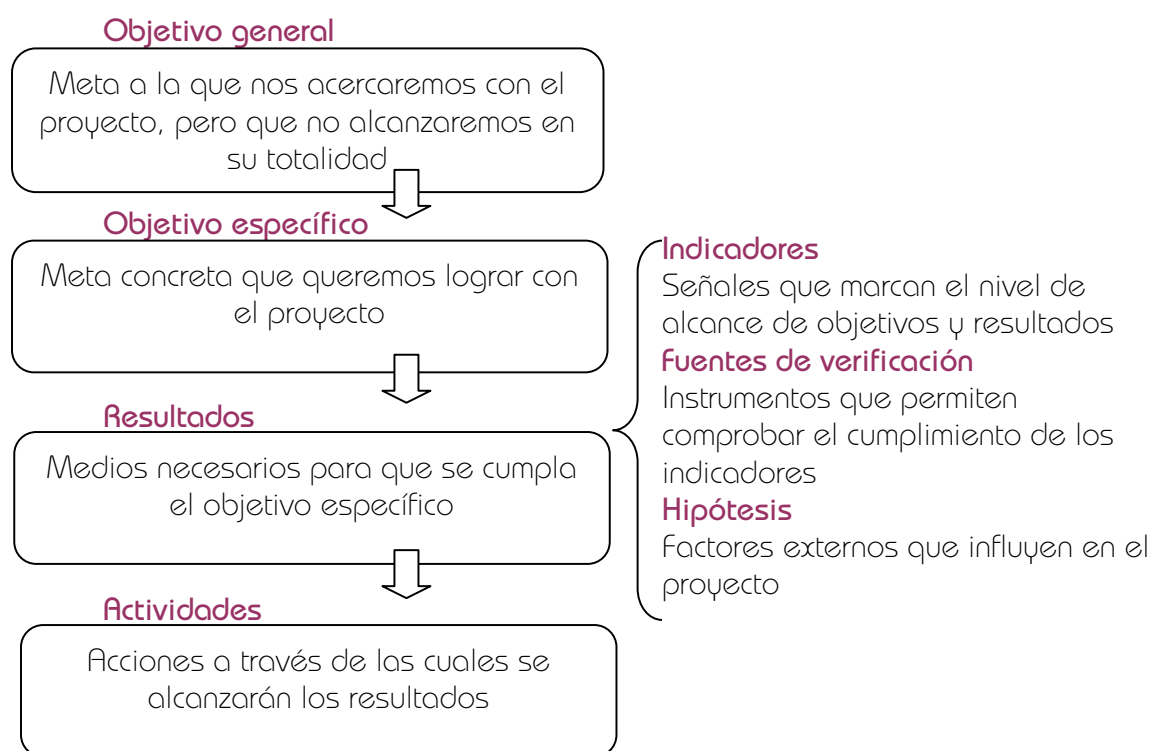 Objetivo general
Meta a la que nos acercaremos con el
proyecto, pero que no alcanzaremos en
su totalidad
Objetivo específico
Meta concreta que queremos lograr con
el proyecto
Resultados
Medios necesarios para que se cumpla
el objetivo específico
Actividades
Acciones a través de las cuales se
alcanzarán los resultados
Indicadores
Señales que marcan el nivel de
alcance de objetivos y resultados
Fuentes de verificación
Instrumentos que permiten
comprobar el cumplimiento de los
indicadores
Hipótesis
Factores externos que influyen en el
proyecto